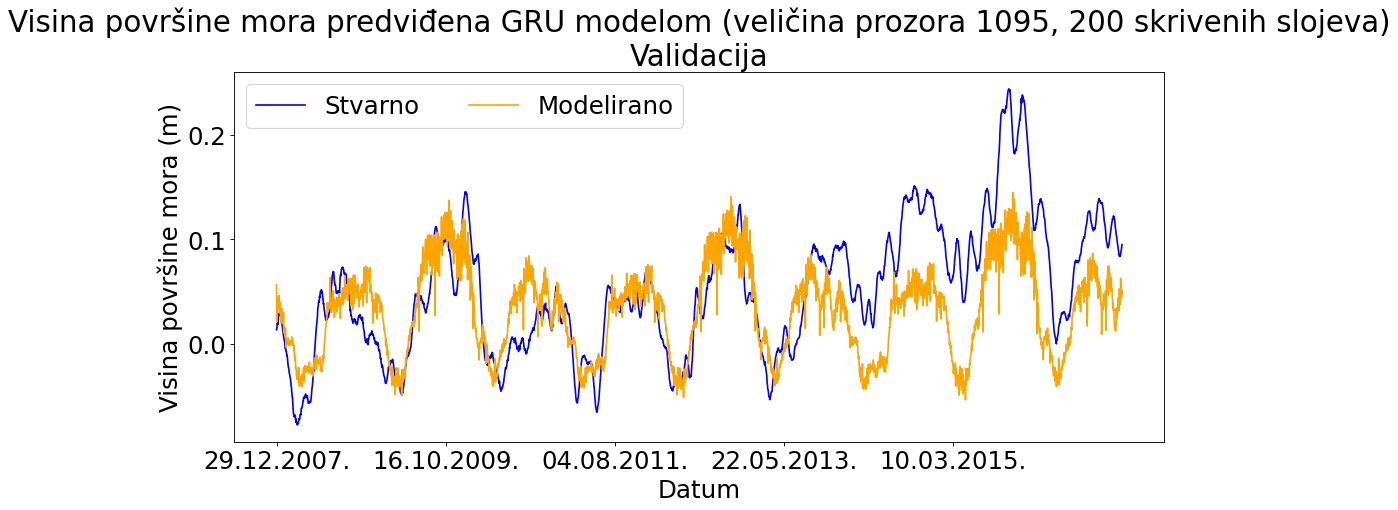 Visina površine mora predviđena GRU modelom (veličina prozora 1095, 200 skrivenih slojeva)
Validacija
Stvarno Modelirano
Visina površine mora (m)
0.2
0.1
0.0
29.12.2007. 16.10.2009. 04.08.2011. 22.05.2013. 10.03.2015.
Datum